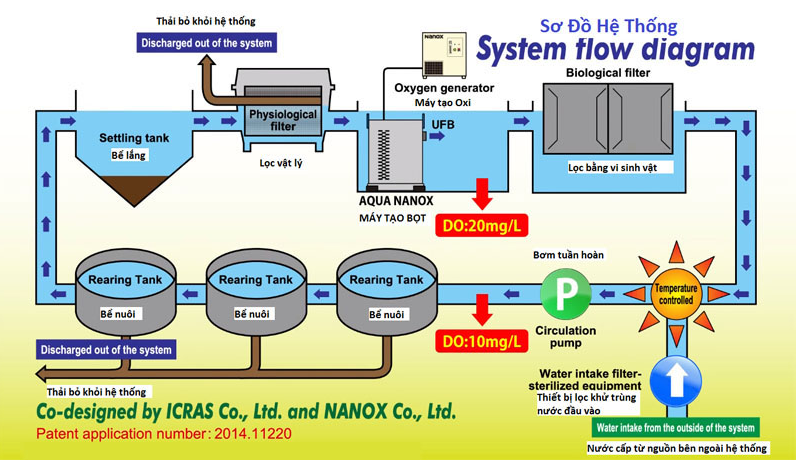 Thải bỏ khỏi hệ thống
Discharged out of the system
Sơ Đồ Hệ Thống
System flow diagram
NANOX
Oxygen generator
Máy tạo Oxi
Biological filter
Settling tank
Bể lắng
Physiological
filter
Lọc vật lý
UFB
AQUA NANOX
MÁY TẠO BỌT
Lọc bằng vi sinh vật
DO:20mg/L
Rearing Tank
Bể nuôi
Rearing Tank
Bể nuôi
Rearing Tank
Bể nuôi
Bơm tuần hoàn
P
Circulation
pump
Temperature
controlled
DO:10mg/L
Discharged out of the system
Thải bỏ khỏi hệ thống
Water intake filter-
sterilized equipment
Thiết bị lọc khử trùng
nước đầu vào
Water intake from the outside of the system
Nước cấp từ nguồn bên ngoài hệ thống
Co-designed by ICRAS Co., Ltd. and NANOX Co., Ltd.
Patent application number: 2014.11220